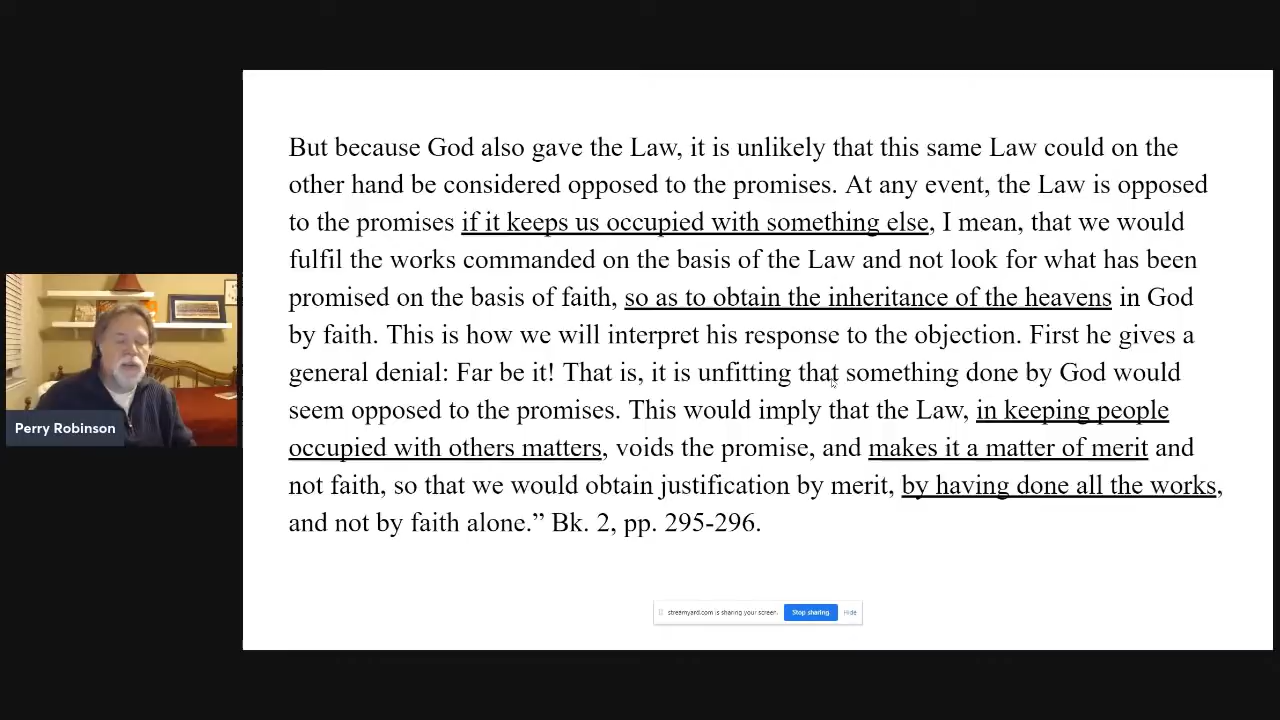 But because God also gave the Law, it is unlikely that this same Law could on the
other hand be considered opposed to the promises. At any event, the Law is opposed
to the promises if it keeps us occupied with something else, I mean, that we would
fulfil the works commanded on the basis of the Law and not look for what has been
promised on the basis of faith, so as to obtain the inheritance of the heavens in God
by faith. This is how we will interpret his response to the objection. First he gives a
general denial: Far be it! That is, it is unfitting that something done by God would
seem opposed to the promises. This would imply that the Law, in keeping people
occupied with others matters, voids the promise, and makes it a matter of merit and
not faith, so that we would obtain justification by merit, by having done all the works,
and not by faith alone.” Bk. 2, pp. 295-296.
Perry Robinson
streamyard.com is sharing your screen. Stop sharing Hide